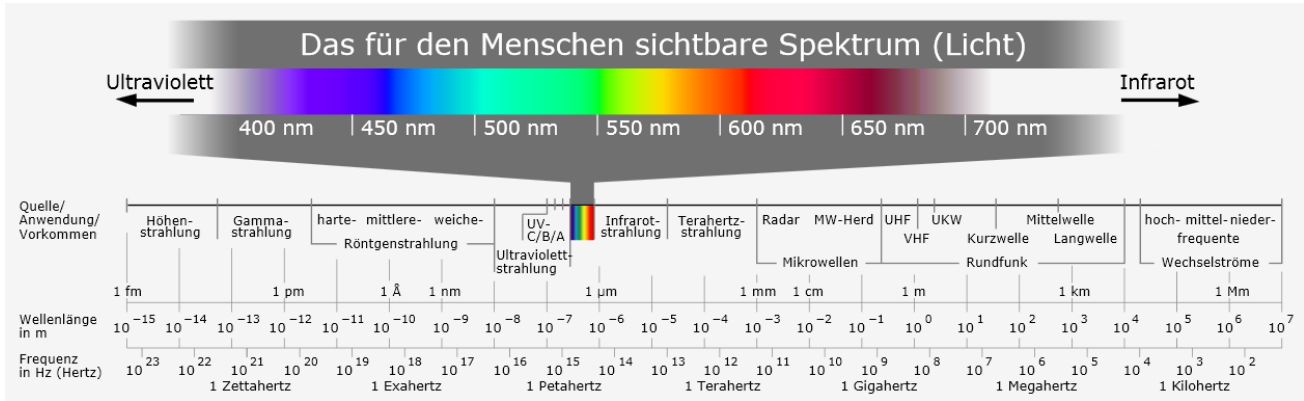 Das für den Menschen sichtbare Spektrum (Licht)
Ultraviolett
Infrarot
400 nm
450 nm
500 nm
550 nm
600 nm
650 nm
700 nm
Quelle/
Anwendung/
Vorkommen
Höhen-
strahlung
Gamma-
strahlung
harte- mittlere- weiche-
Röntgenstrahlung
UV-
C/B/A
Ultraviolett-
strahlung
Infrarot-
strahlung
Terahertz-
strahlung
Radar
MW-Herd
Mikrowellen
UHF
VHF
UKW
Kurzwelle
Mittelwelle
Langwelle
Rundfunk
hoch- mittel- nieder-
frequente
Wechselströme
1 fm
1 pm
1 Å
1 nm
1 µm
1 mm
1 cm
1 m
1 km
1 Mm
Wellenlänge
in m
10⁻¹⁵ 10⁻¹⁴ 10⁻¹³ 10⁻¹² 10⁻¹¹ 10⁻¹⁰ 10⁻⁹ 10⁻⁸ 10⁻⁷ 10⁻⁶ 10⁻⁵ 10⁻⁴ 10⁻³ 10⁻² 10⁻¹ 10⁰ 10¹ 10² 10³ 10⁴ 10⁵ 10⁶ 10⁷
Frequenz
in Hz (Hertz)
10²³ 10²² 10²¹ 10²⁰ 10¹⁹ 10¹⁸ 10¹⁷ 10¹⁶ 10¹⁵ 10¹⁴ 10¹³ 10¹² 10¹¹ 10¹⁰ 10⁹ 10⁸ 10⁷ 10⁶ 10⁵ 10⁴ 10³ 10²
1 Zettahertz
1 Exahertz
1 Petahertz
1 Terahertz
1 Gigahertz
1 Megahertz
1 Kilohertz